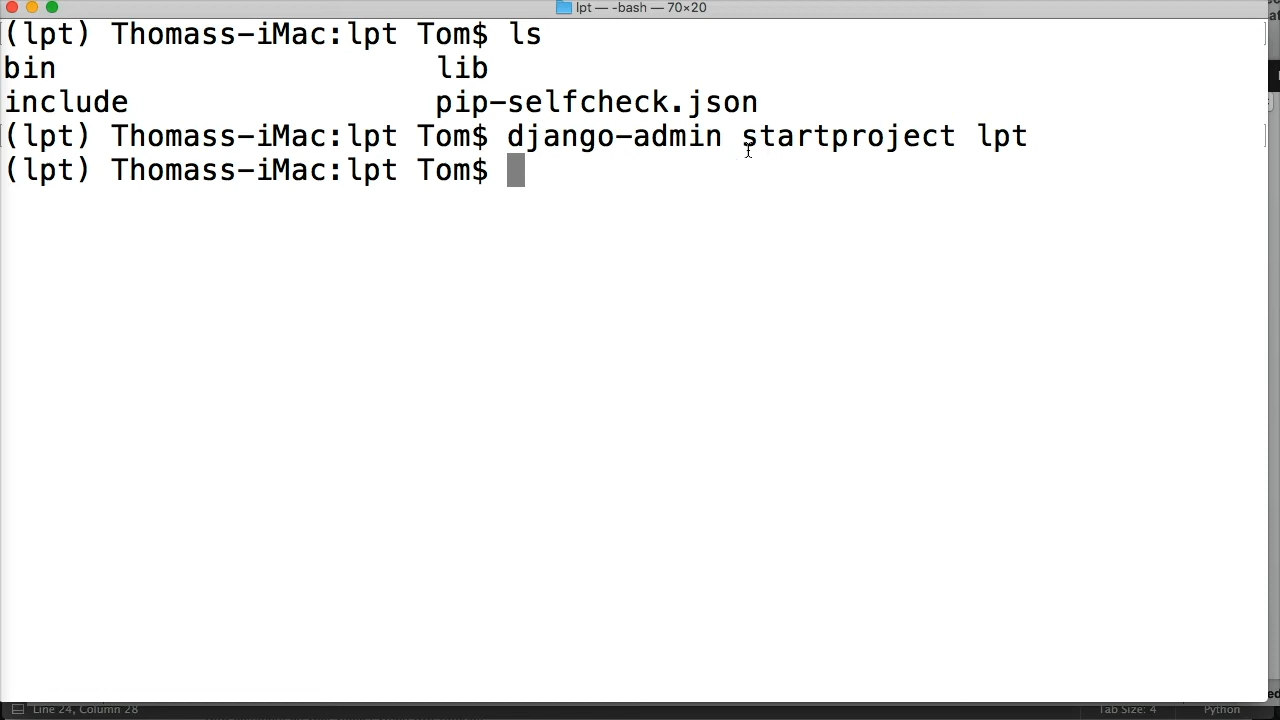 lpt — -bash — 70×20
(lpt) Thomass-iMac:lpt Tom$ ls
bin lib
include pip-selfcheck.json
(lpt) Thomass-iMac:lpt Tom$ django-admin startproject lpt
(lpt) Thomass-iMac:lpt Tom$
Line 24, Column 28 Tab Size: 4 Python